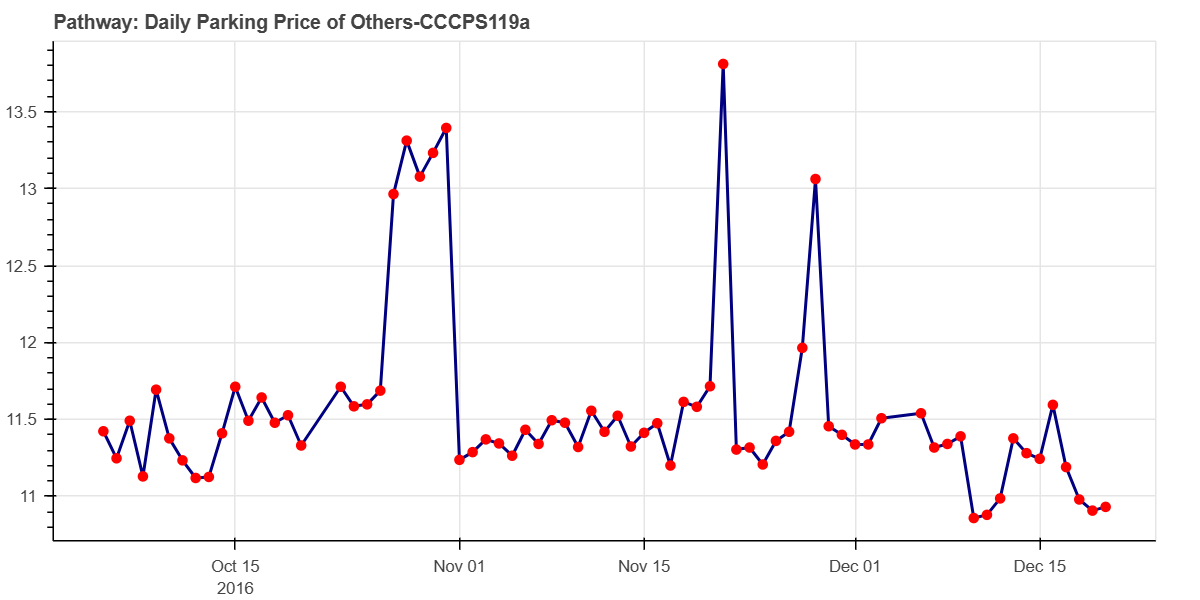 Pathway: Daily Parking Price of Others-CCCPS119a
13.5
13
12.5
12
11.5
11
Oct 15
2016
Nov 01
Nov 15
Dec 01
Dec 15